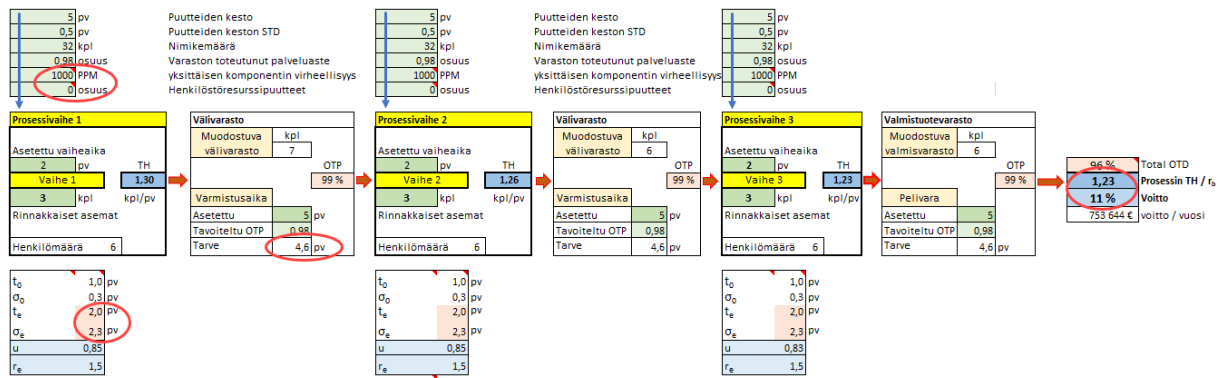 5 pv Puutteiden kesto 5 pv Puutteiden kesto 5 pv
0,5 pv Puutteiden keston STD 0,5 pv Puutteiden keston STD 0,5 pv
32 kpl Nimikemäärä 32 kpl Nimikemäärä 32 kpl
0,98 osuus Varaston toteutunut palveluaste 0,98 osuus Varaston toteutunut palveluaste 0,98 osuus
1000 PPM yksittäisen komponentin virheellisyys 1000 PPM yksittäisen komponentin virheellisyys 1000 PPM
0 osuus Henkilöstöresurssipuutteet 0 osuus Henkilöstöresurssipuutteet 0 osuus
Prosessivaihe 1 Välivarasto Prosessivaihe 2 Välivarasto Prosessivaihe 3 Valmistuotevarasto
Muodostuva kpl Muodostuva kpl Muodostuva kpl
Asetettu vaiheaika välivarasto 7 Asetettu vaiheaika välivarasto 6 Asetettu vaiheaika valmisvarasto 6
2 pv TH OTP 2 pv TH OTP 2 pv TH OTP 96 % Total OTD
Vaihe 1 1,30 99 % Vaihe 2 1,26 99 % Vaihe 3 1,23 99 % 1,23 Prosessin TH / rb
3 kpl kpl/pv Varmistusaika 3 kpl kpl/pv Varmistusaika 3 kpl kpl/pv Pelivara 11 % Voitto
Rinnakkaiset asemat Asetettu 5 pv Rinnakkaiset asemat Asetettu 5 pv Rinnakkaiset asemat Asetettu 5 pv 753 644 € voitto / vuosi
Tavoiteltu OTP 0,98 Tavoiteltu OTP 0,98 Tavoiteltu OTP 0,98
Henkilömäärä 6 Tarve 4,6 pv Henkilömäärä 6 Tarve 4,6 pv Henkilömäärä 6 Tarve 4,6 pv
t0 1,0 pv t0 1,0 pv t0 1,0 pv
σ0 0,3 pv σ0 0,3 pv σ0 0,3 pv
te 2,0 pv te 2,0 pv te 2,0 pv
σe 2,3 pv σe 2,3 pv σe 2,3 pv
u 0,85 u 0,85 u 0,83
re 1,5 re 1,5 re 1,5